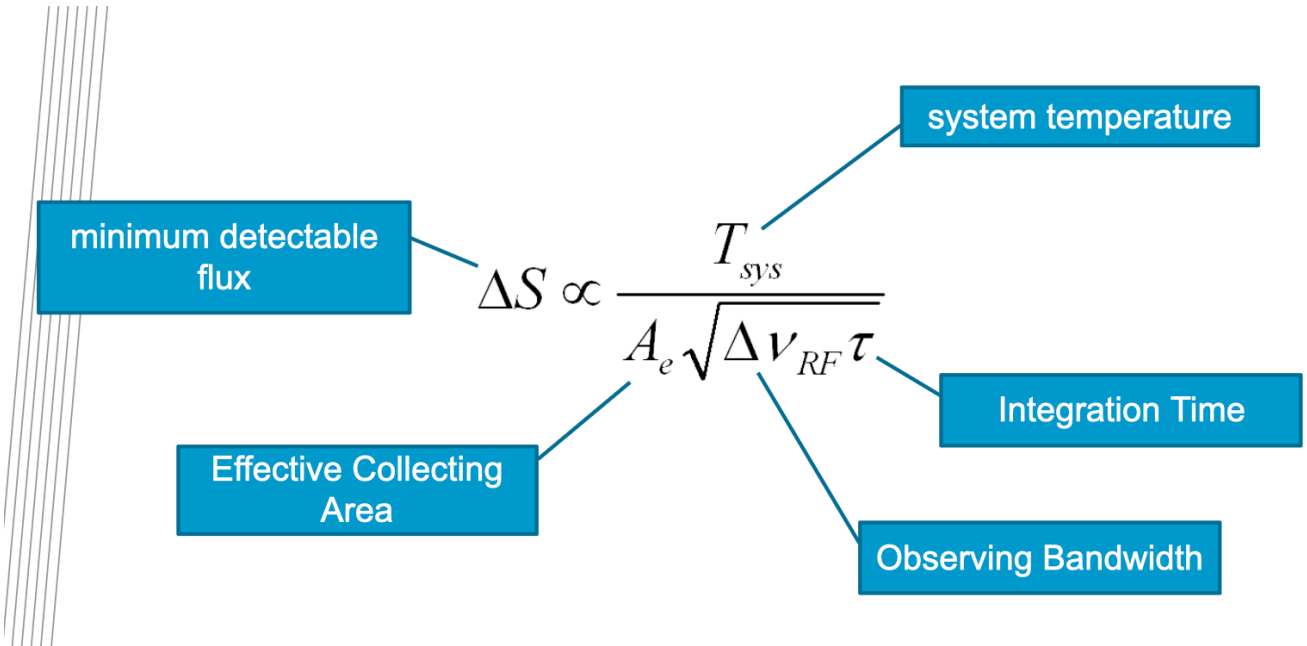 system temperature
minimum detectable
flux
ΔS ∝ T_sys / A_e √Δν_RF τ
Integration Time
Effective Collecting
Area
Observing Bandwidth